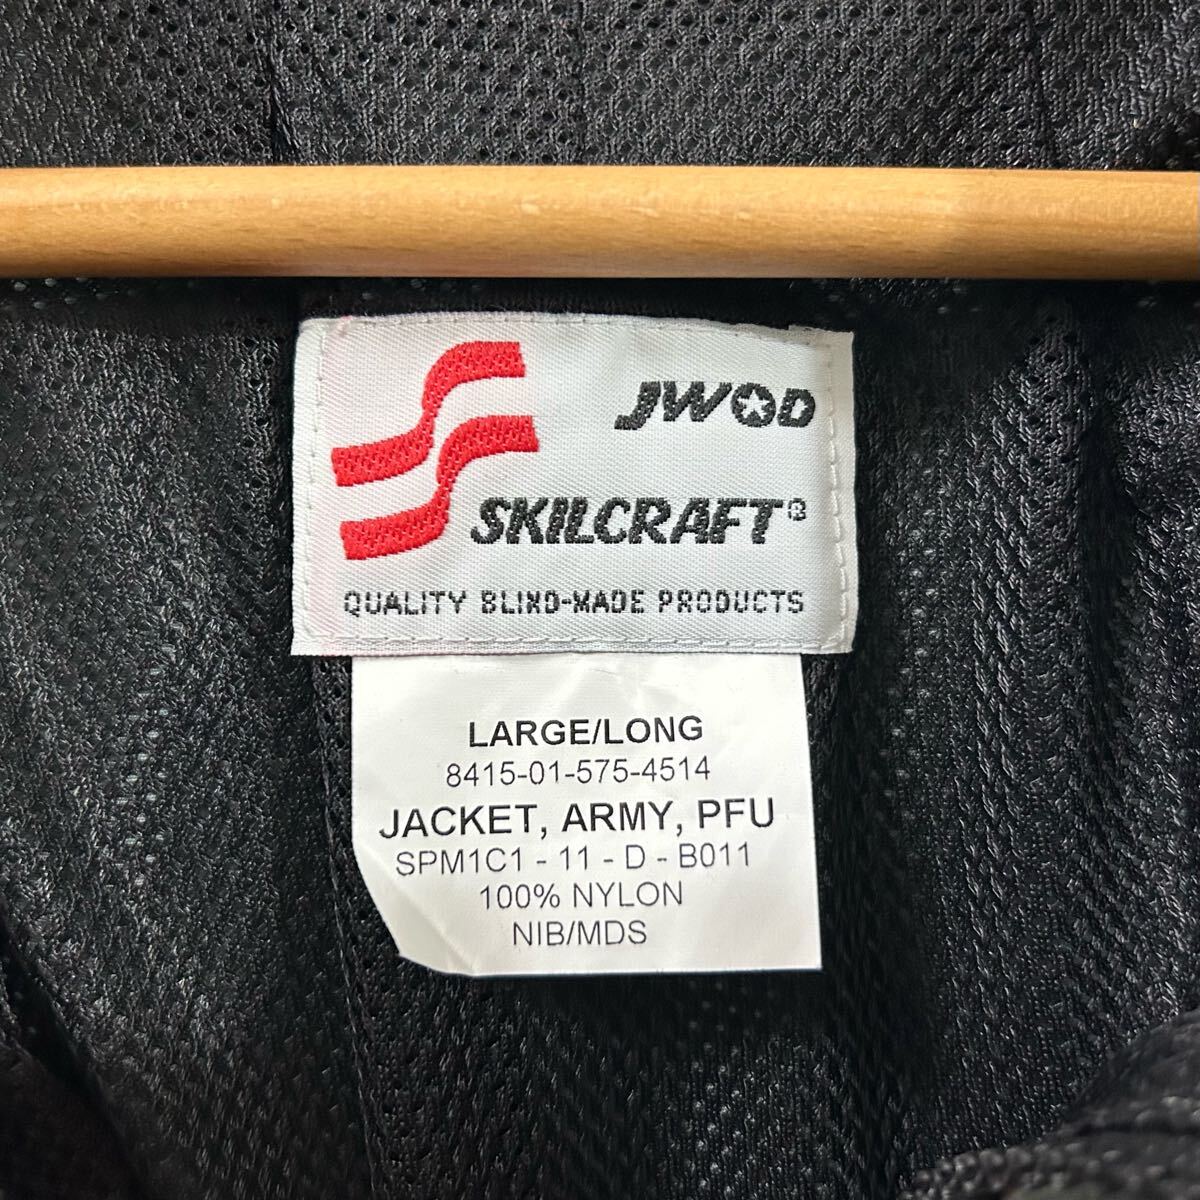 JWOD
SKILCRAFT®
QUALITY BLIND-MADE PRODUCTS
LARGE/LONG
8415-01-575-4514
JACKET, ARMY, PFU
SPM1C1 - 11 - D - B011
100% NYLON
NIB/MDS